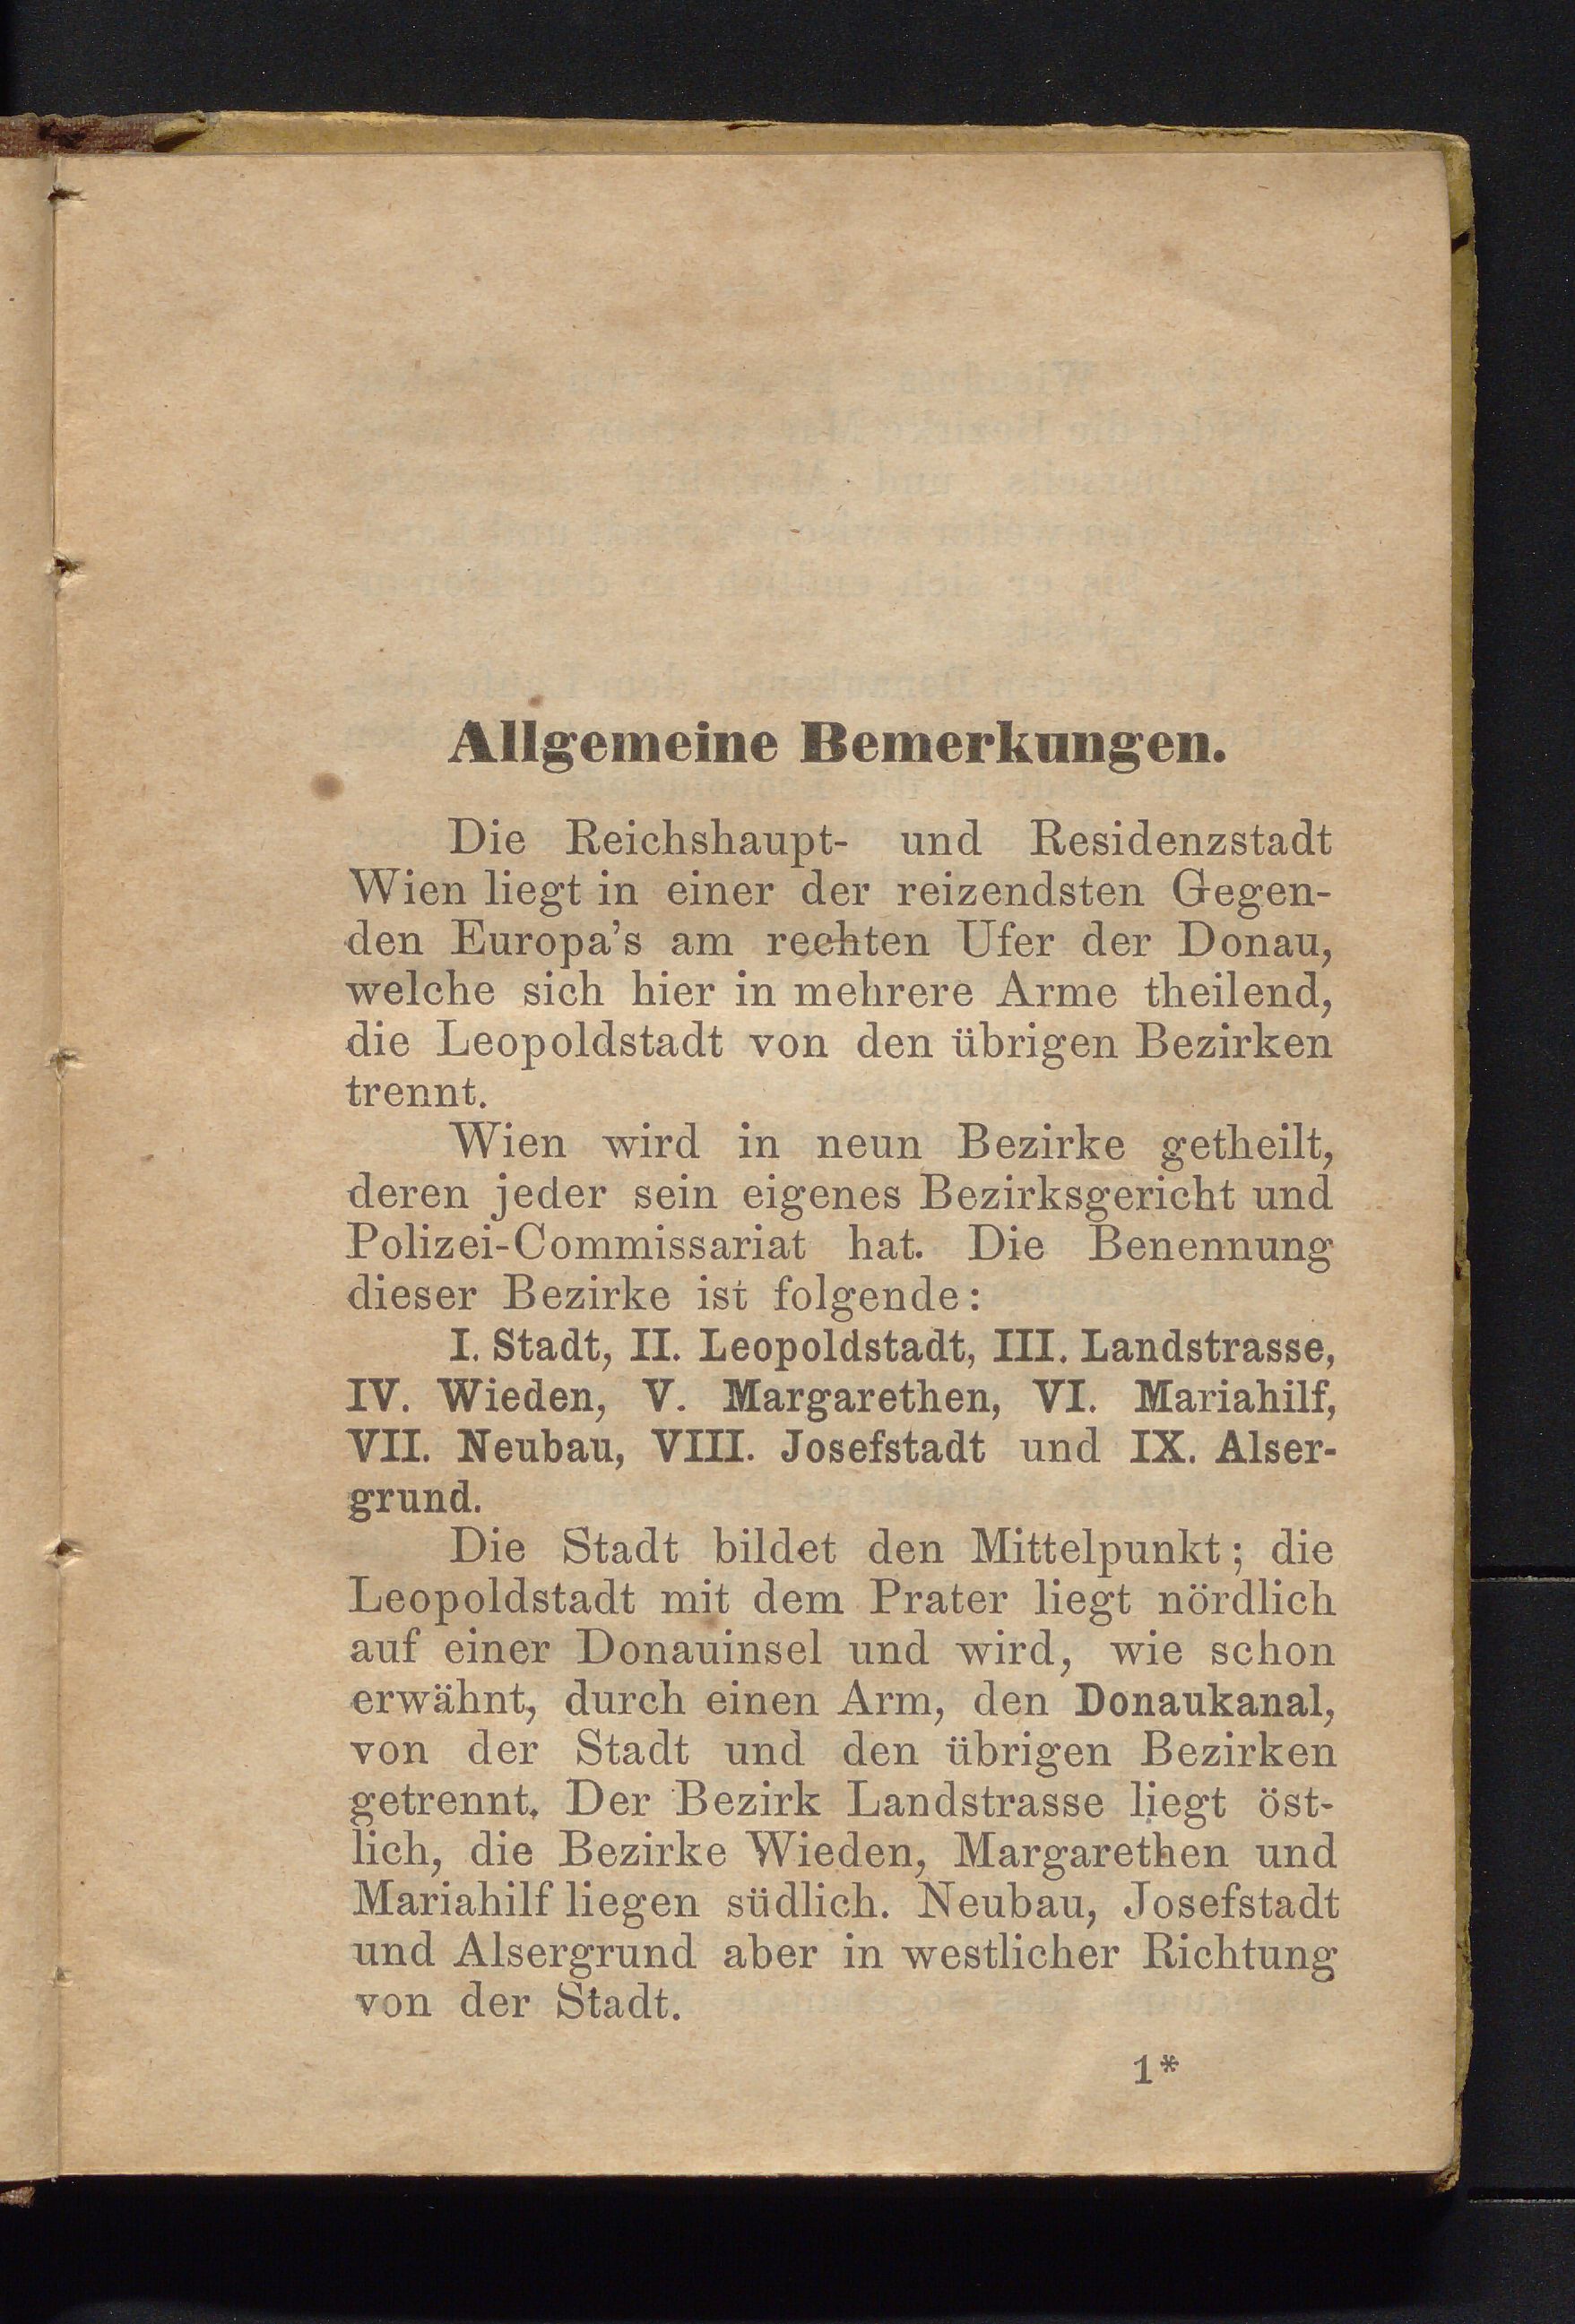 Allgemeine Bemerkungen.
Die Reichshaupt- und Residenzstadt
Wien liegt in einer der reizendsten Gegen-
den Europa's am rechten Ufer der Donau,
welche sich hier in mehrere Arme theilend,
die Leopoldstadt von den übrigen Bezirken
trennt.
Wien wird in neun Bezirke getheilt,
deren jeder sein eigenes Bezirksgericht und
Polizei-Commissariat hat. Die Benennung
dieser Bezirke ist folgende:
I. Stadt, II. Leopoldstadt, III. Landstrasse,
IV. Wieden, V. Margarethen, VI. Mariahilf,
VII. Neubau, VIII. Josefstadt und IX. Alser-
grund.
Die Stadt bildet den Mittelpunkt; die
Leopoldstadt mit dem Prater liegt nördlich
auf einer Donauinsel und wird, wie schon
erwähnt, durch einen Arm, den Donaukanal,
von der Stadt und den übrigen Bezirken
getrennt. Der Bezirk Landstrasse liegt öst-
lich, die Bezirke Wieden, Margarethen und
Mariahilf liegen südlich. Neubau, Josefstadt
und Alsergrund aber in westlicher Richtung
von der Stadt.
1*